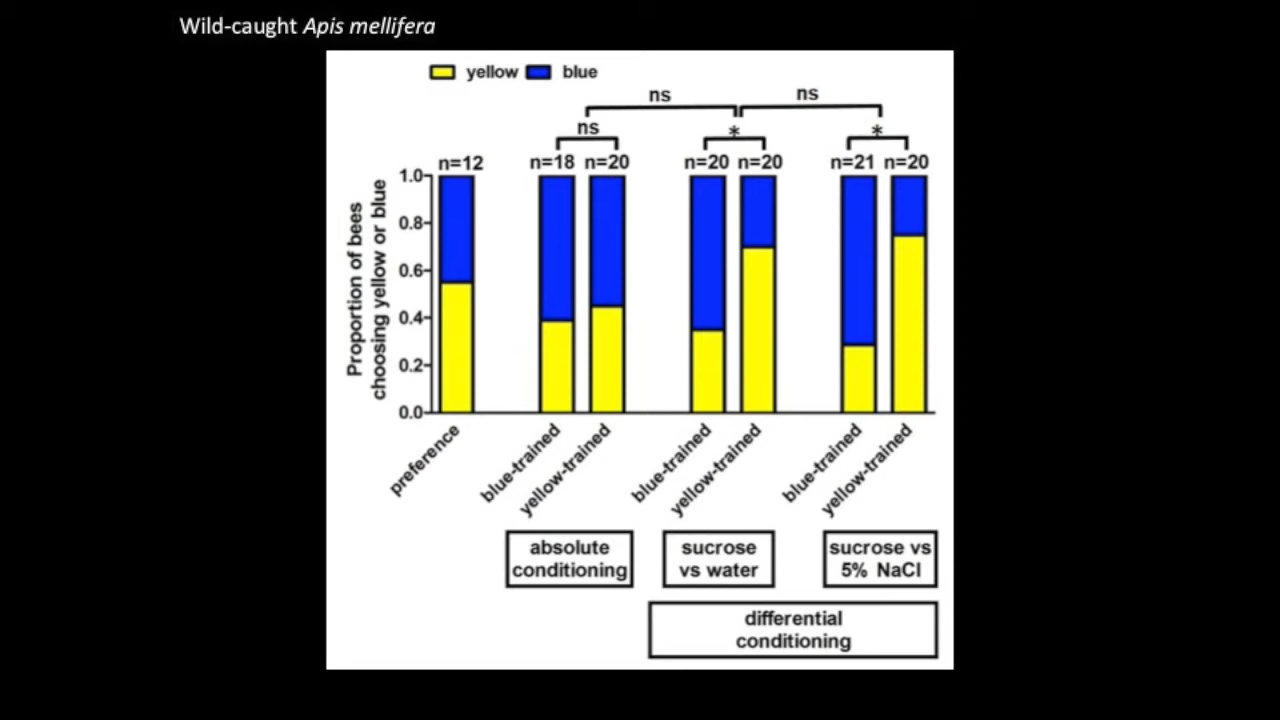 Wild-caught Apis mellifera
yellow blue
ns ns
ns * *
n=12 n=18 n=20 n=20 n=20 n=21 n=20
Proportion of bees
choosing yellow or blue
1.0
0.8
0.6
0.4
0.2
0.0
preference
blue-trained
yellow-trained
blue-trained
yellow-trained
blue-trained
yellow-trained
absolute
conditioning
sucrose
vs water
sucrose vs
5% NaCl
differential
conditioning